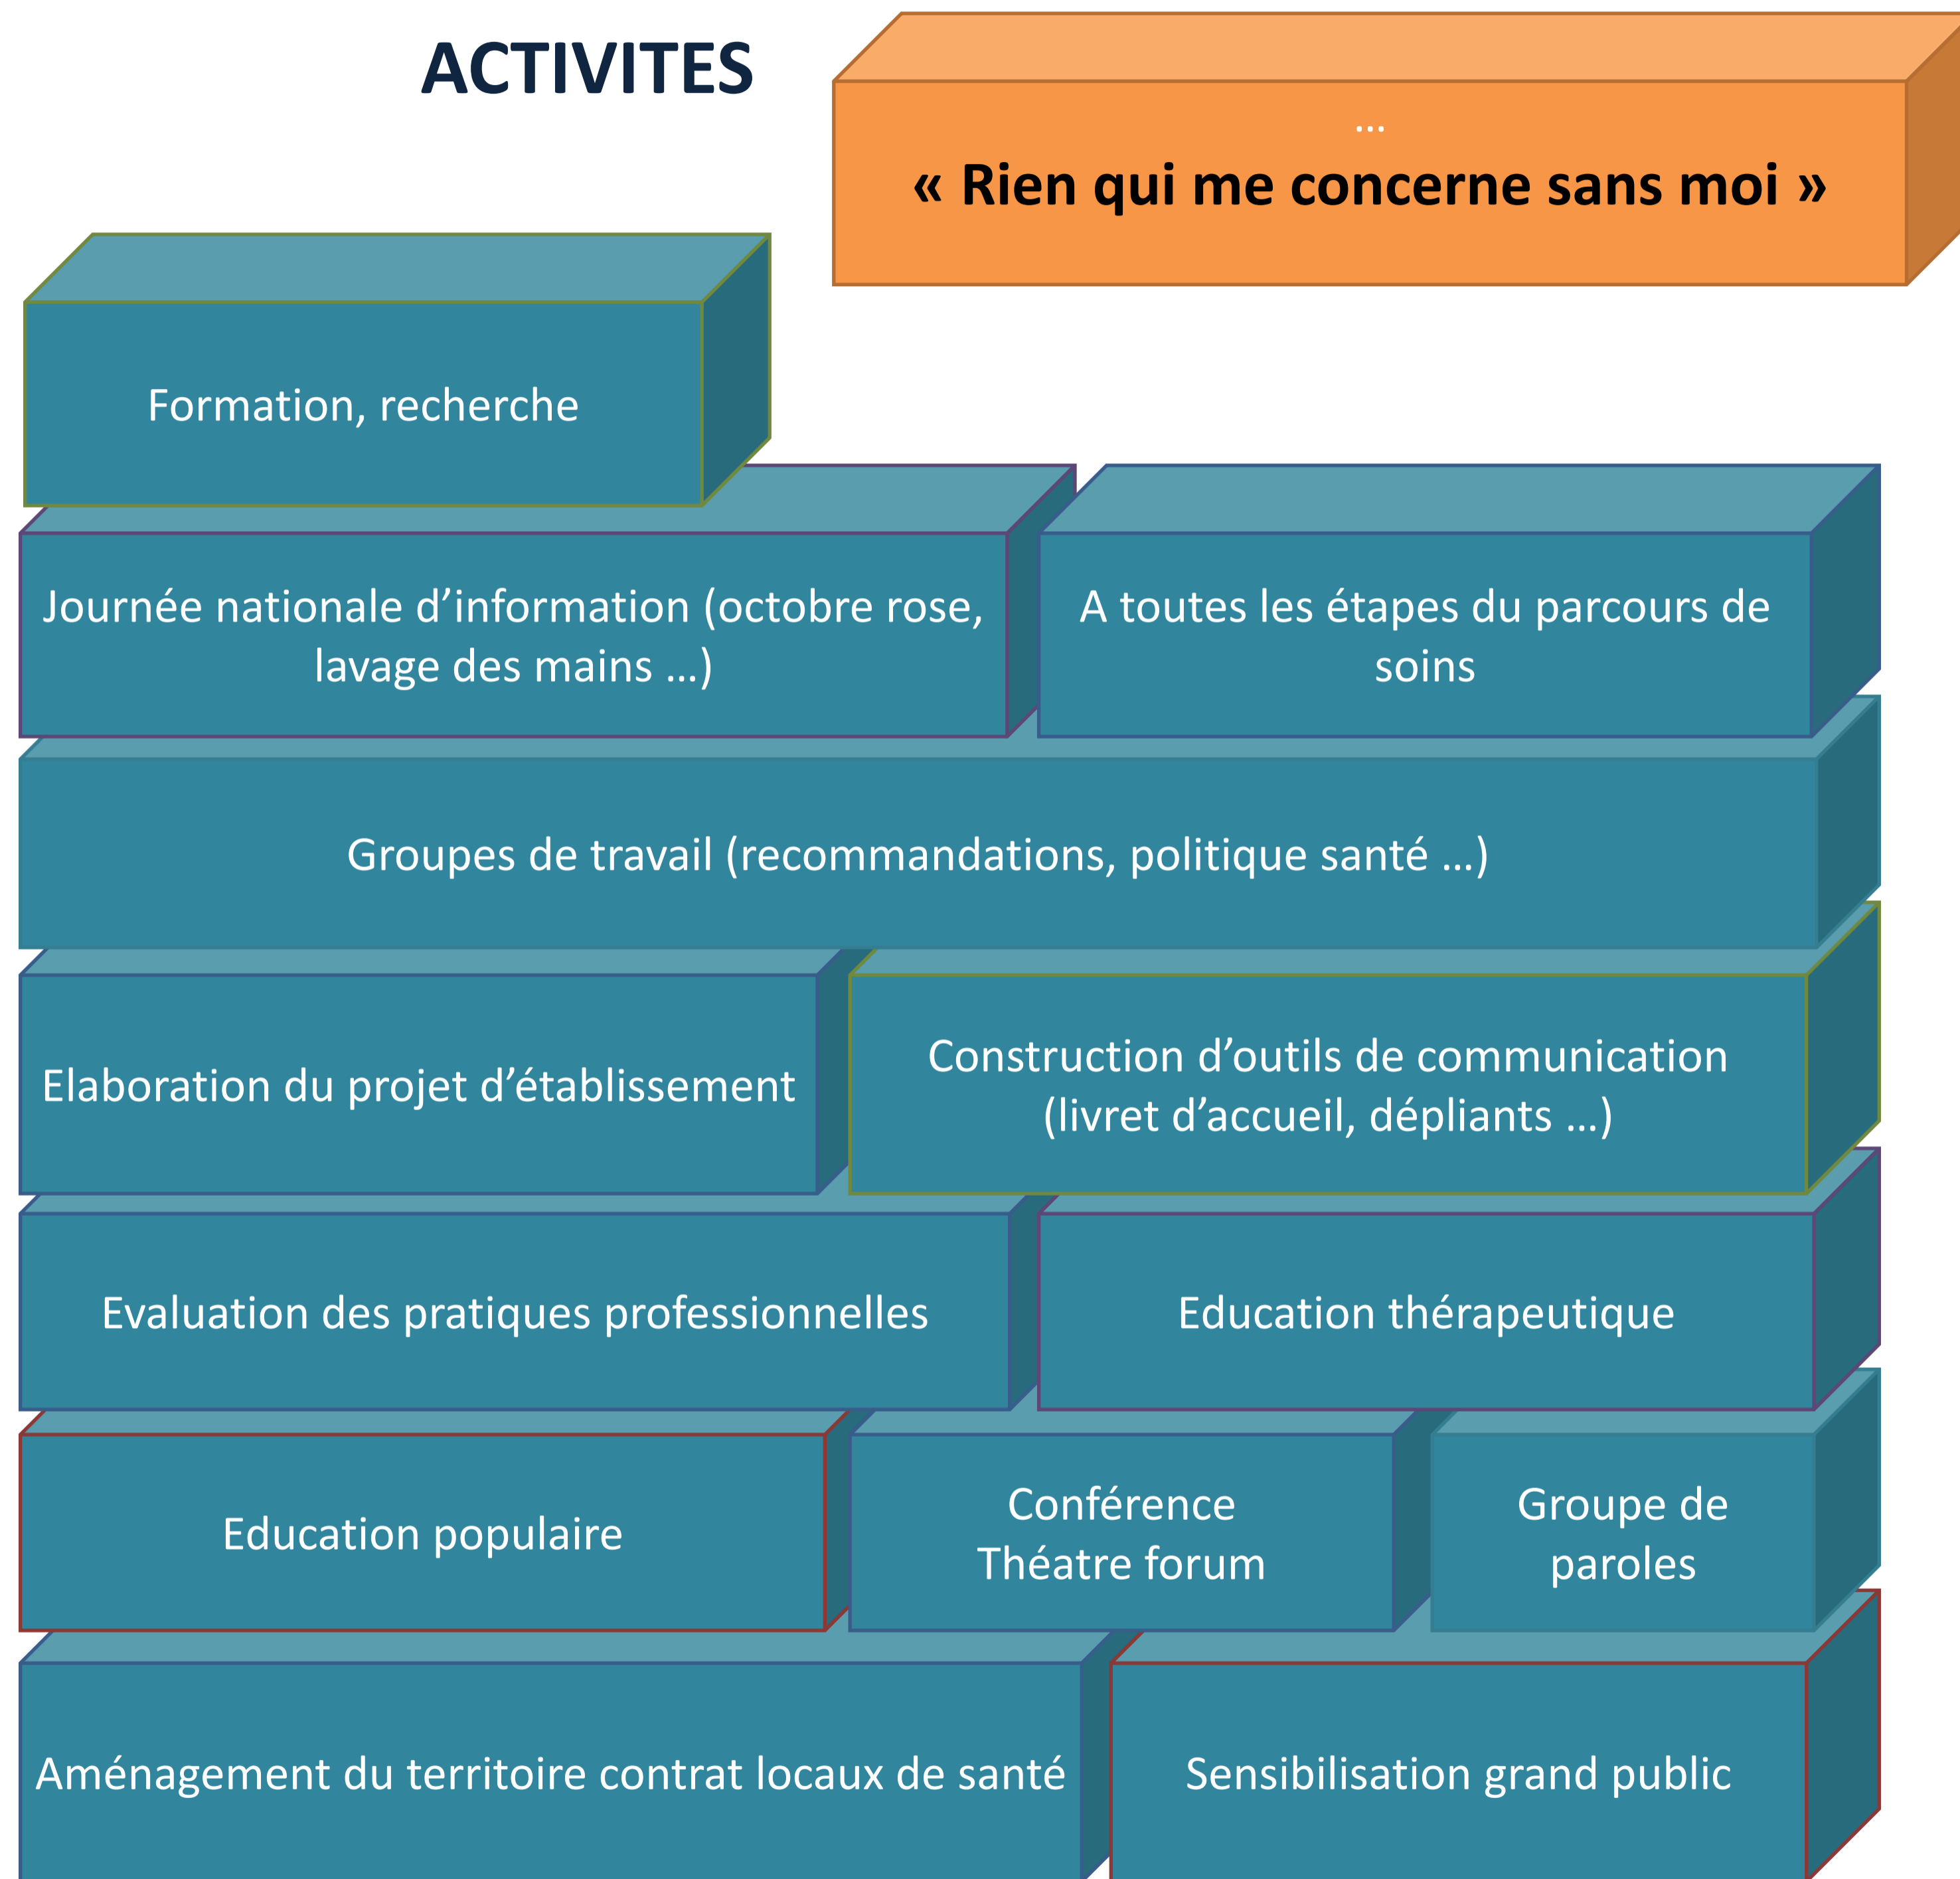 ACTIVITES
...
« Rien qui me concerne sans moi »
Formation, recherche
Journée nationale d’information (octobre rose,
lavage des mains ...)
A toutes les étapes du parcours de
soins
Groupes de travail (recommandations, politique santé ...)
Elaboration du projet d’établissement
Construction d’outils de communication
(livret d’accueil, dépliants ...)
Evaluation des pratiques professionnelles
Education thérapeutique
Education populaire
Conférence
Théatre forum
Groupe de
paroles
Aménagement du territoire contrat locaux de santé
Sensibilisation grand public